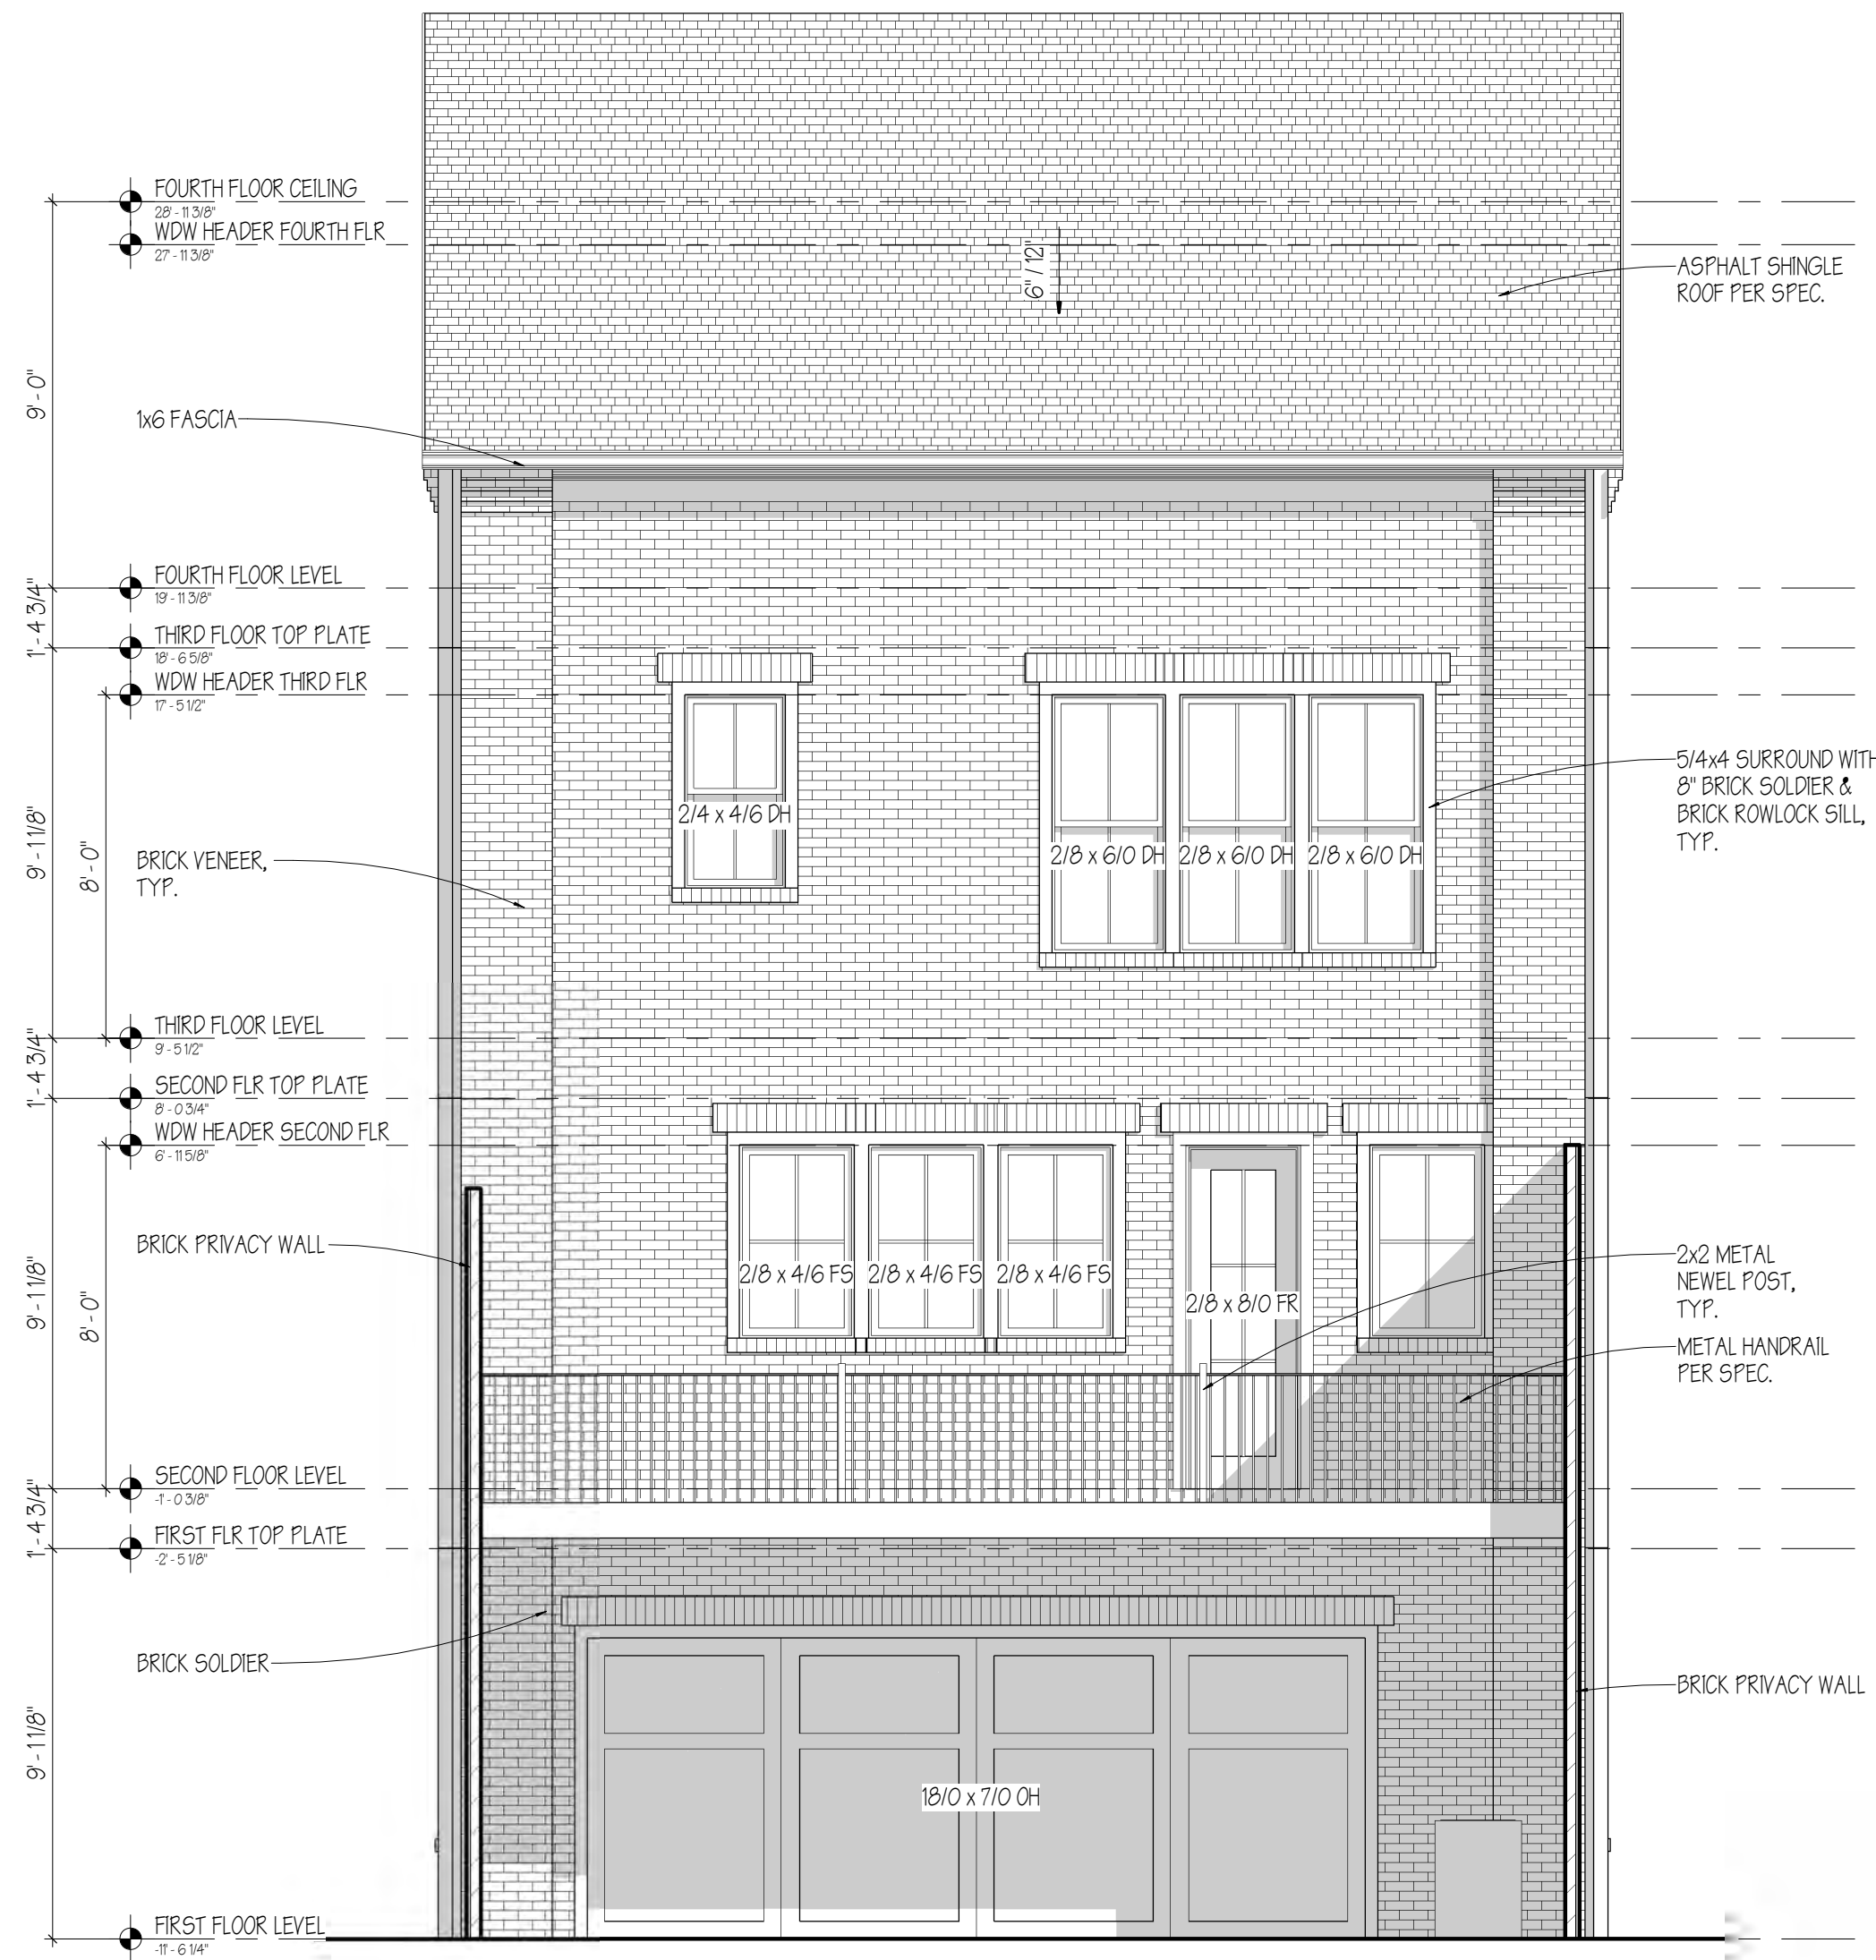 FOURTH FLOOR CEILING
28' - 11 3/8"
WDW HEADER FOURTH FLR
27' - 11 3/8"
6" / 12"
ASPHALT SHINGLE
ROOF PER SPEC.
9' - 0"
1x6 FASCIA
FOURTH FLOOR LEVEL
19' - 11 3/8"
1' - 4 3/4"
THIRD FLOOR TOP PLATE
18' - 6 5/8"
WDW HEADER THIRD FLR
17' - 5 1/2"
5/4x4 SURROUND WITH
8" BRICK SOLDIER &
BRICK ROWLOCK SILL,
TYP.
2/4 x 4/6 DH
2/8 x 6/0 DH
2/8 x 6/0 DH
2/8 x 6/0 DH
9' - 1 1/8"
8' - 0"
BRICK VENEER,
TYP.
THIRD FLOOR LEVEL
9' - 5 1/2"
1' - 4 3/4"
SECOND FLR TOP PLATE
8' - 0 3/4"
WDW HEADER SECOND FLR
6' - 11 5/8"
BRICK PRIVACY WALL
2/8 x 4/6 FS
2/8 x 4/6 FS
2/8 x 4/6 FS
2/8 x 8/0 FR
2x2 METAL
NEWEL POST,
TYP.
METAL HANDRAIL
PER SPEC.
9' - 1 1/8"
8' - 0"
SECOND FLOOR LEVEL
-1' - 0 3/8"
1' - 4 3/4"
FIRST FLR TOP PLATE
-2' - 5 1/8"
BRICK SOLDIER
BRICK PRIVACY WALL
9' - 1 1/8"
18/0 x 7/0 OH
FIRST FLOOR LEVEL
-11' - 6 1/4"